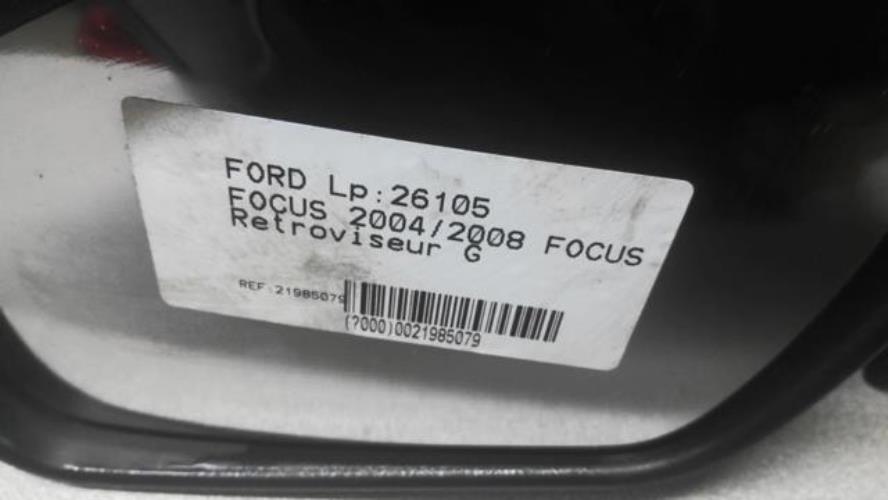 FORD Lp:26105
FOCUS 2004/2008 FOCUS
Retroviseur G
REF:21985079
(?000)0021985079